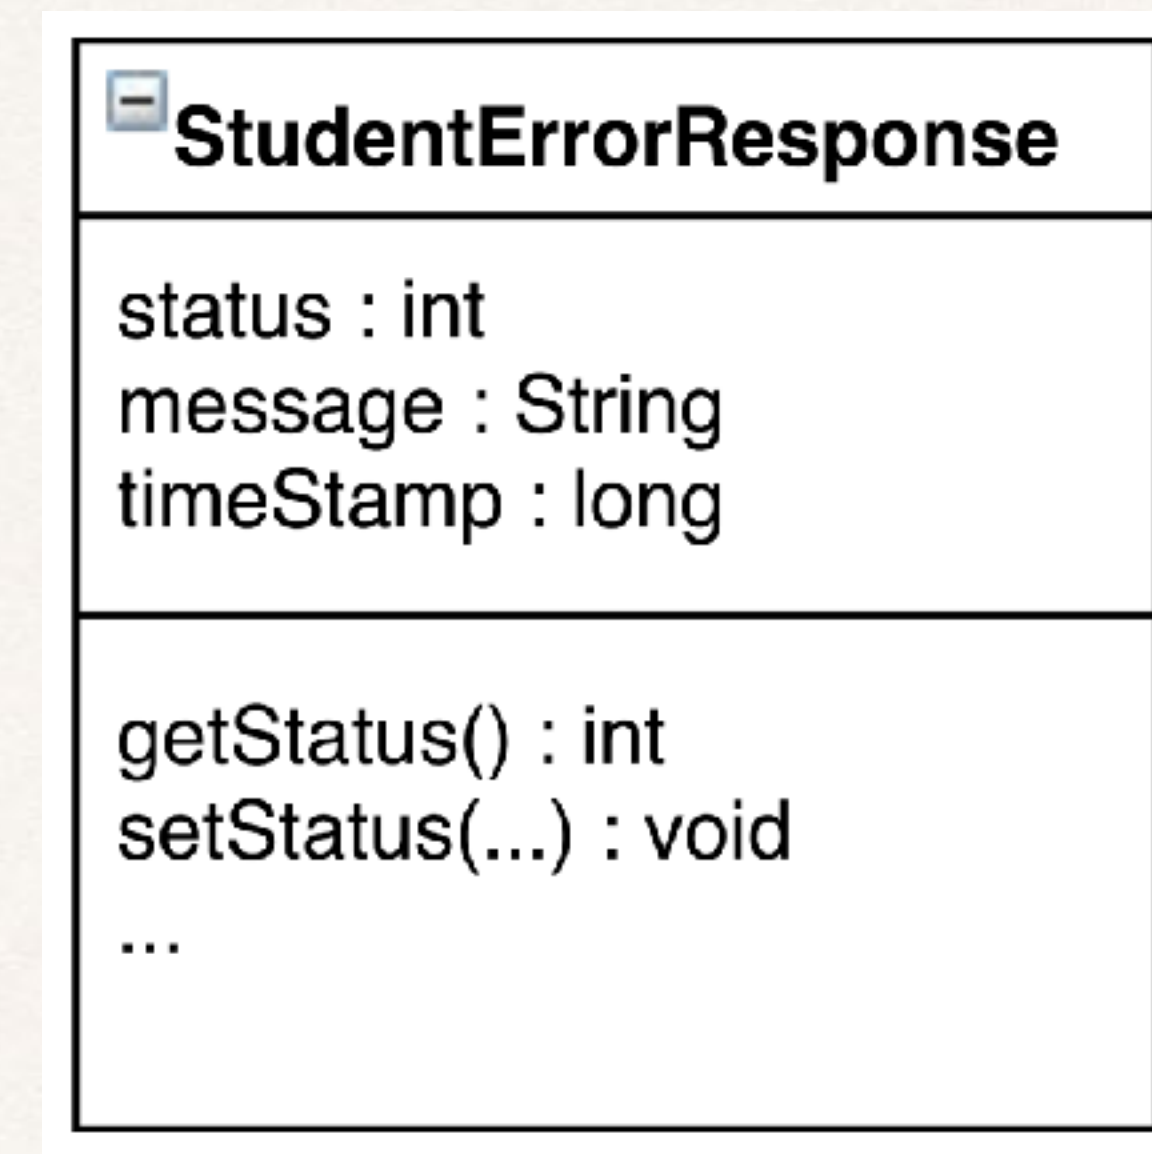 StudentErrorResponse
status : int
message : String
timeStamp : long
getStatus() : int
setStatus(...) : void
...